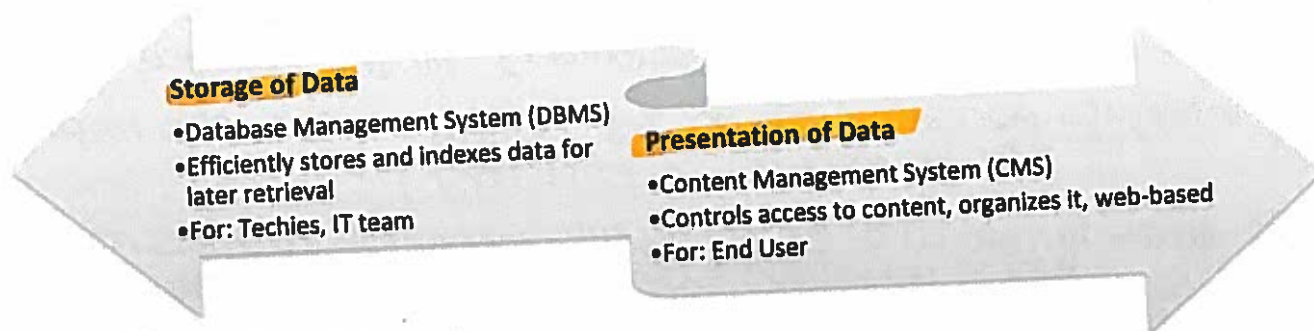 Storage of Data
•Database Management System (DBMS)
•Efficiently stores and indexes data for
later retrieval
•For: Techies, IT team
Presentation of Data
•Content Management System (CMS)
•Controls access to content, organizes it, web-based
•For: End User